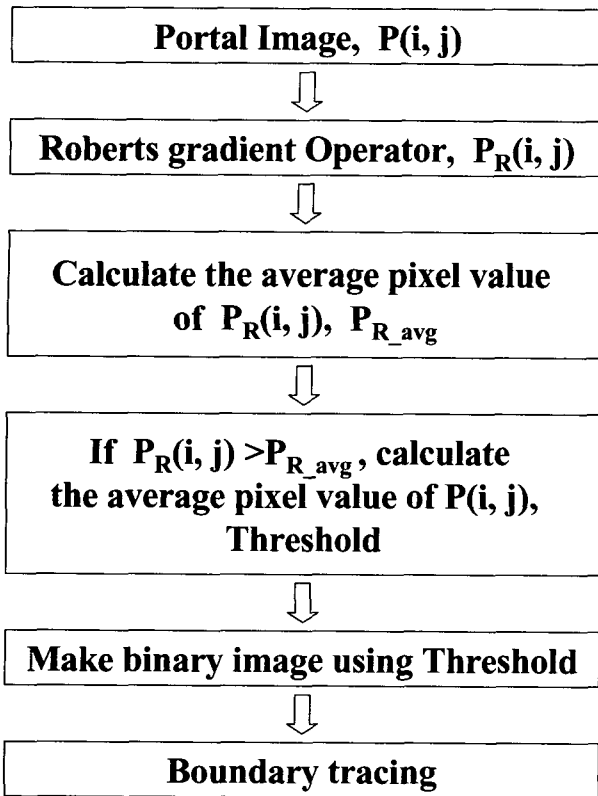 Portal Image, P(i, j)
Roberts gradient Operator, P_R(i, j)
Calculate the average pixel value
of P_R(i, j), P_R_avg
If P_R(i, j) >P_R_avg, calculate
the average pixel value of P(i, j),
Threshold
Make binary image using Threshold
Boundary tracing